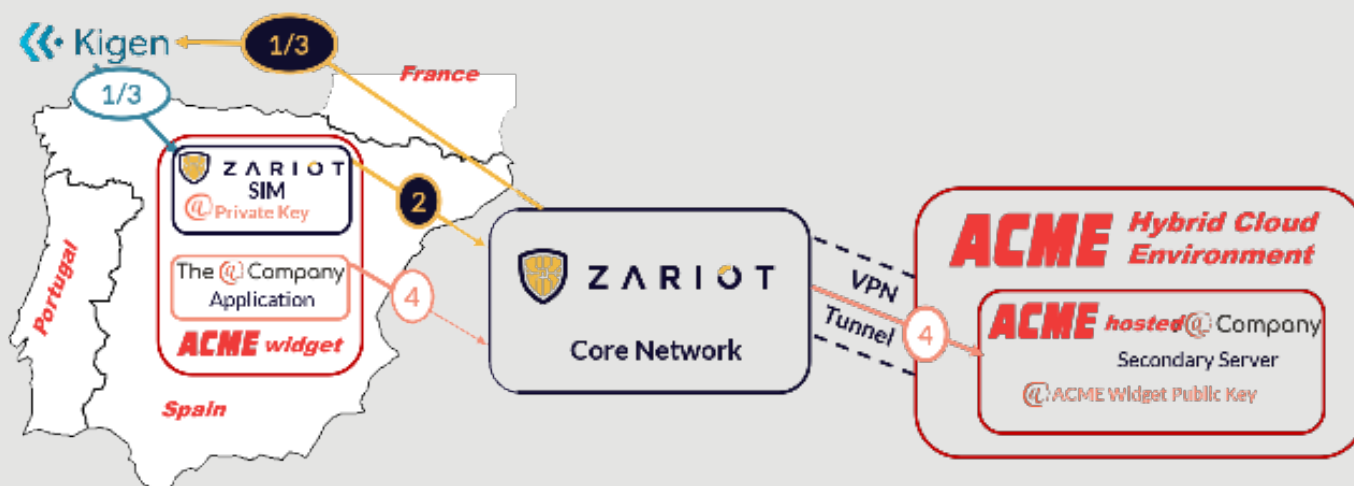 Kigen
1/3
1/3
France
ZARIOT
SIM
@ Private Key
2
The @ Company
Application
4
ACME widget
Portugal
Spain
ZARIOT
Core Network
VPN
Tunnel
4
ACME Hybrid Cloud
Environment
ACME hosted @ Company
Secondary Server
@ ACME Widget Public Key